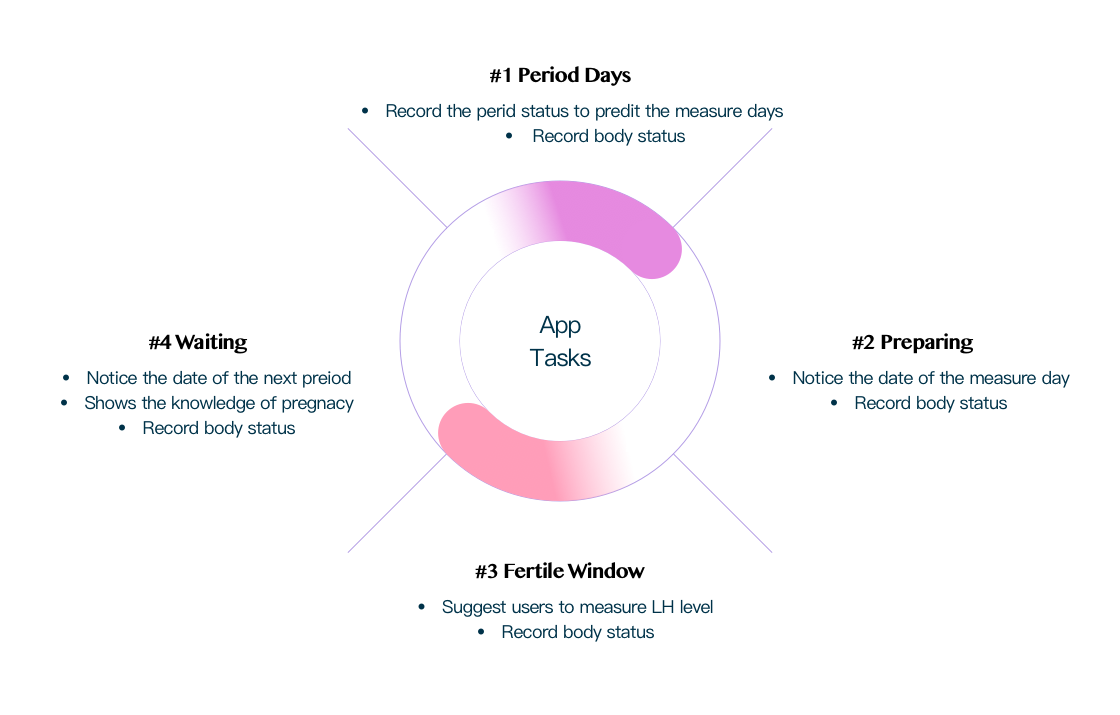 #1 Period Days
• Record the perid status to predit the measure days
• Record body status
App
Tasks
#4 Waiting
• Notice the date of the next preiod
• Shows the knowledge of pregnacy
• Record body status
#2 Preparing
• Notice the date of the measure day
• Record body status
#3 Fertile Window
• Suggest users to measure LH level
• Record body status